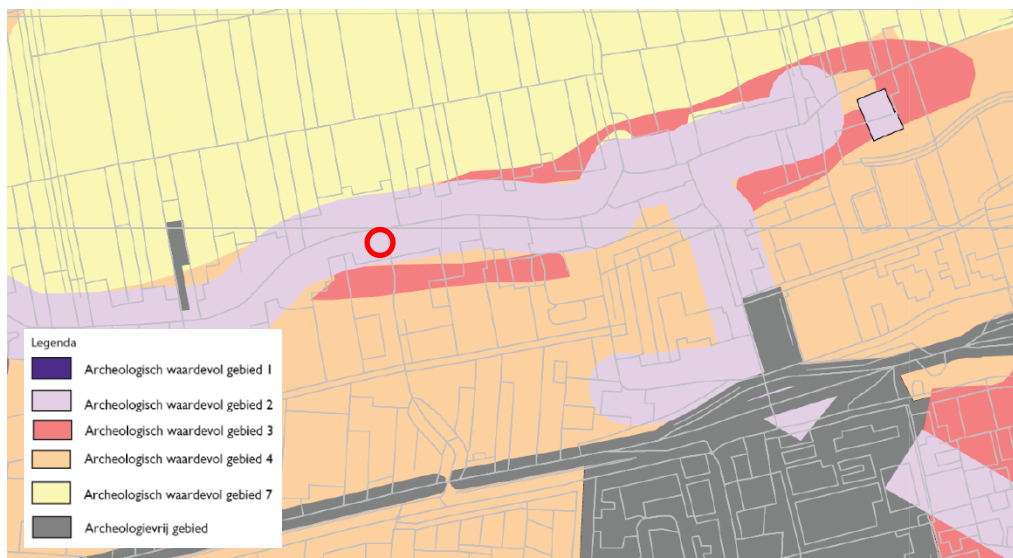 Legenda
Archeologisch waardevol gebied 1
Archeologisch waardevol gebied 2
Archeologisch waardevol gebied 3
Archeologisch waardevol gebied 4
Archeologisch waardevol gebied 7
Archeologievrij gebied